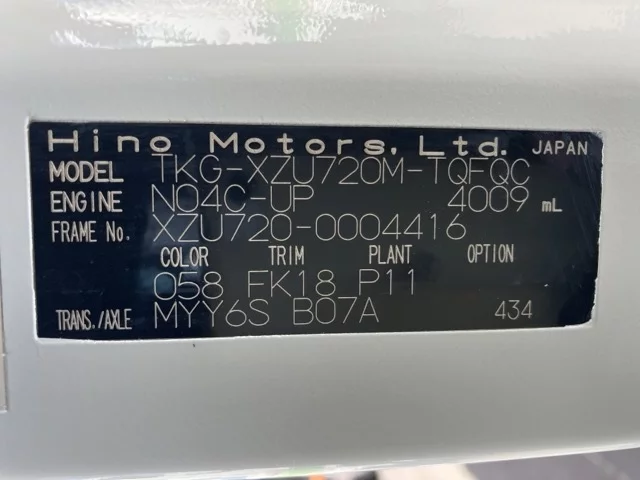 Hino Motors, Ltd. JAPAN
MODEL TKG-XZU720M-TQFQC
ENGINE N04C-UP 4009 mL
FRAME No. XZU720-0004416
COLOR TRIM PLANT OPTION
058 FK18 P11
TRANS./AXLE MYY6S B07A 434